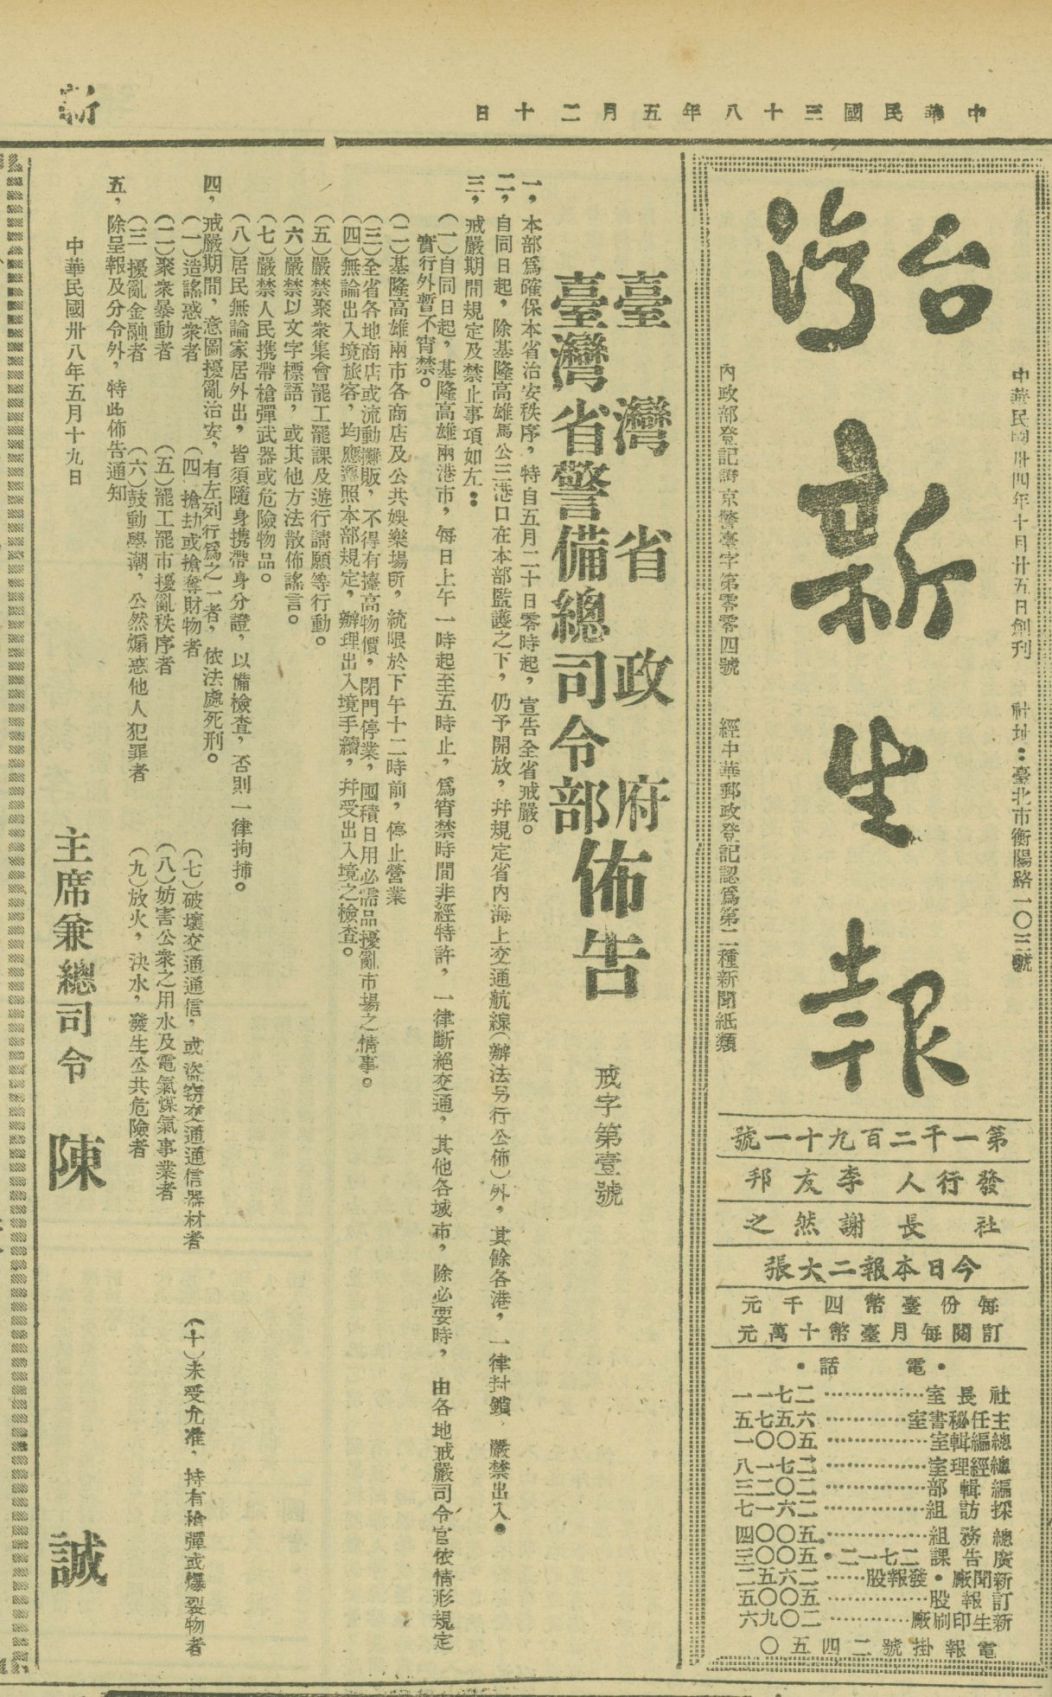 中華民國三十八年五月二十日
新
台灣新生報
中華民國卅四年十月廿五日創刊
社址：臺北市衡陽路一〇三號
內政部登記證京警臺字第零零四號
經中華郵政登記認爲第二種新聞紙類
第一千二百九十一號
發行人 李友邦
社長 謝然之
今日本報二大張
每份臺幣四千元
訂閱每月臺幣十萬元
•電話•
社長室…………二七一一
主任秘書室…………六五七五
總編輯室…………五〇〇一
總經理室…………二七一八
編輯部…………二〇二三
採訪組…………二六一七
總務組…………五〇〇四
廣告課二七一二•五〇〇三
新聞廠•發報股……二六五二
訂報股…………五〇〇五
新生印刷廠…………二〇九六
電報掛號二四五〇
臺灣省政府
臺灣省警備總司令部
佈告
戒字第壹號
一，本部爲確保本省治安秩序，特自五月二十日零時起，宣告全省戒嚴。
二，自同日起，除基隆高雄馬公三港口在本部監護之下，仍予開放，幷規定省內海上交通航線（辦法另行公佈）外，其餘各港，一律封鎖 嚴禁出入。
三，戒嚴期間規定及禁止事項如左：
（一）自同日起，基隆高雄兩港市，每日上午一時起至五時止，爲宵禁時間非經特許，一律斷絕交通，其他各城市，除必要時，由各地戒嚴司令官依情形規定
實行外暫不宵禁。
（二）基隆高雄兩市各商店及公共娛樂場所，統限於下午十二時前，停止營業
（三）全省各地商店或流動攤販，不得有擡高物價，閉門停業，囤積日用必需品擾亂市場之情事。
（四）無論出入境旅客，均應遵照本部規定，辦理出入境手續，幷受出入境之檢查。
（五）嚴禁聚衆集會罷工罷課及遊行請願等行動。
（六）嚴禁以文字標語，或其他方法散佈謠言。
（七）嚴禁人民携帶槍彈武器或危險物品。
（八）居民無論家居外出，皆須隨身携帶身分證，以備檢查，否則一律拘捕。
四，戒嚴期間，意圖擾亂治安，有左列行爲之一者，依法處死刑。
（一）造謠惑衆者
（二）聚衆暴動者
（三 擾亂金融者
（四 搶劫或搶奪財物者
（五）罷工罷市擾亂秩序者
（六）鼓動學潮，公然煽惑他人犯罪者
（七）破壞交通通信，或盜竊交通通信器材者
（八）妨害公衆之用水及電氣煤氣事業者
（九）放火，決水，發生公共危險者
（十）未受允准，持有槍彈或爆裂物者
五，除呈報及分令外，特此佈告通知
中華民國卅八年五月十九日
主席兼總司令 陳 誠